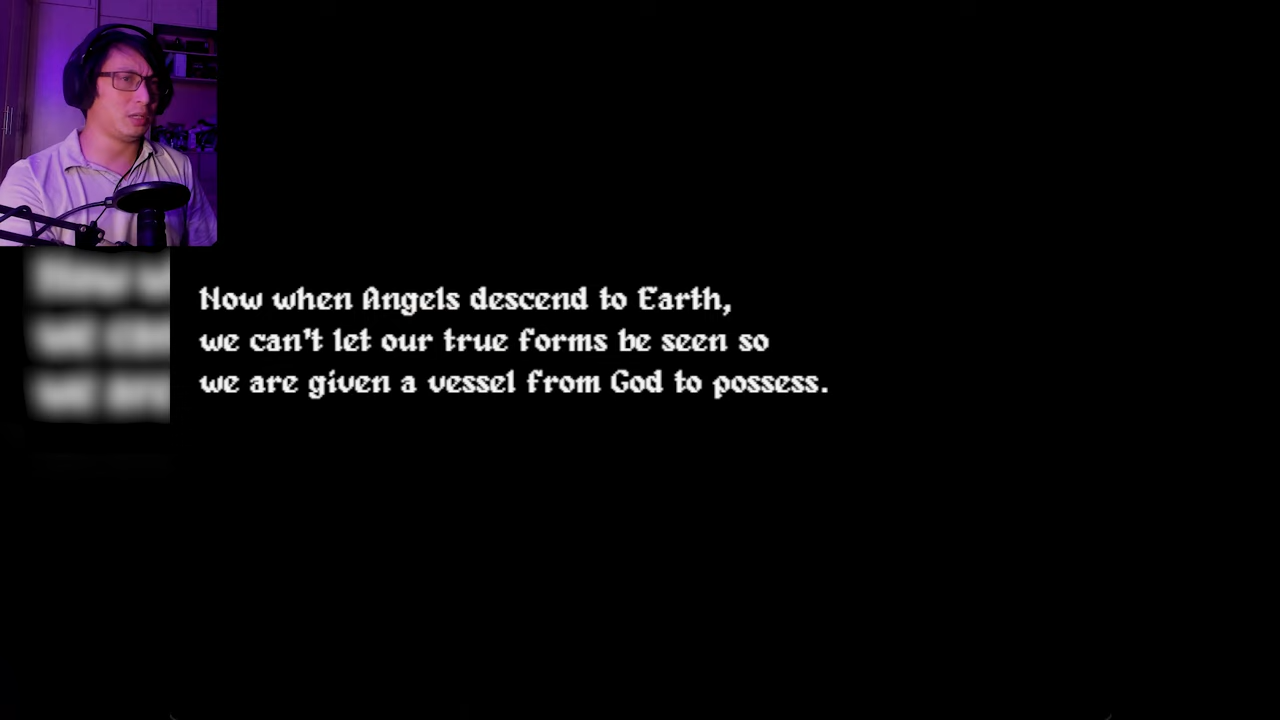 Now when Angels descend to Earth,
we can't let our true forms be seen so
we are given a vessel from God to possess.